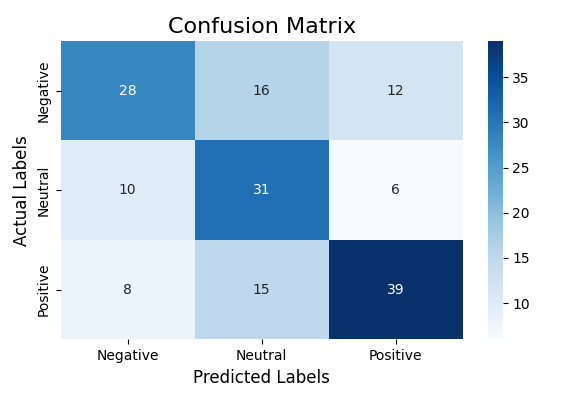 Confusion Matrix
Actual Labels
Negative 28 16 12
Neutral 10 31 6
Positive 8 15 39
Negative Neutral Positive
Predicted Labels
35
30
25
20
15
10